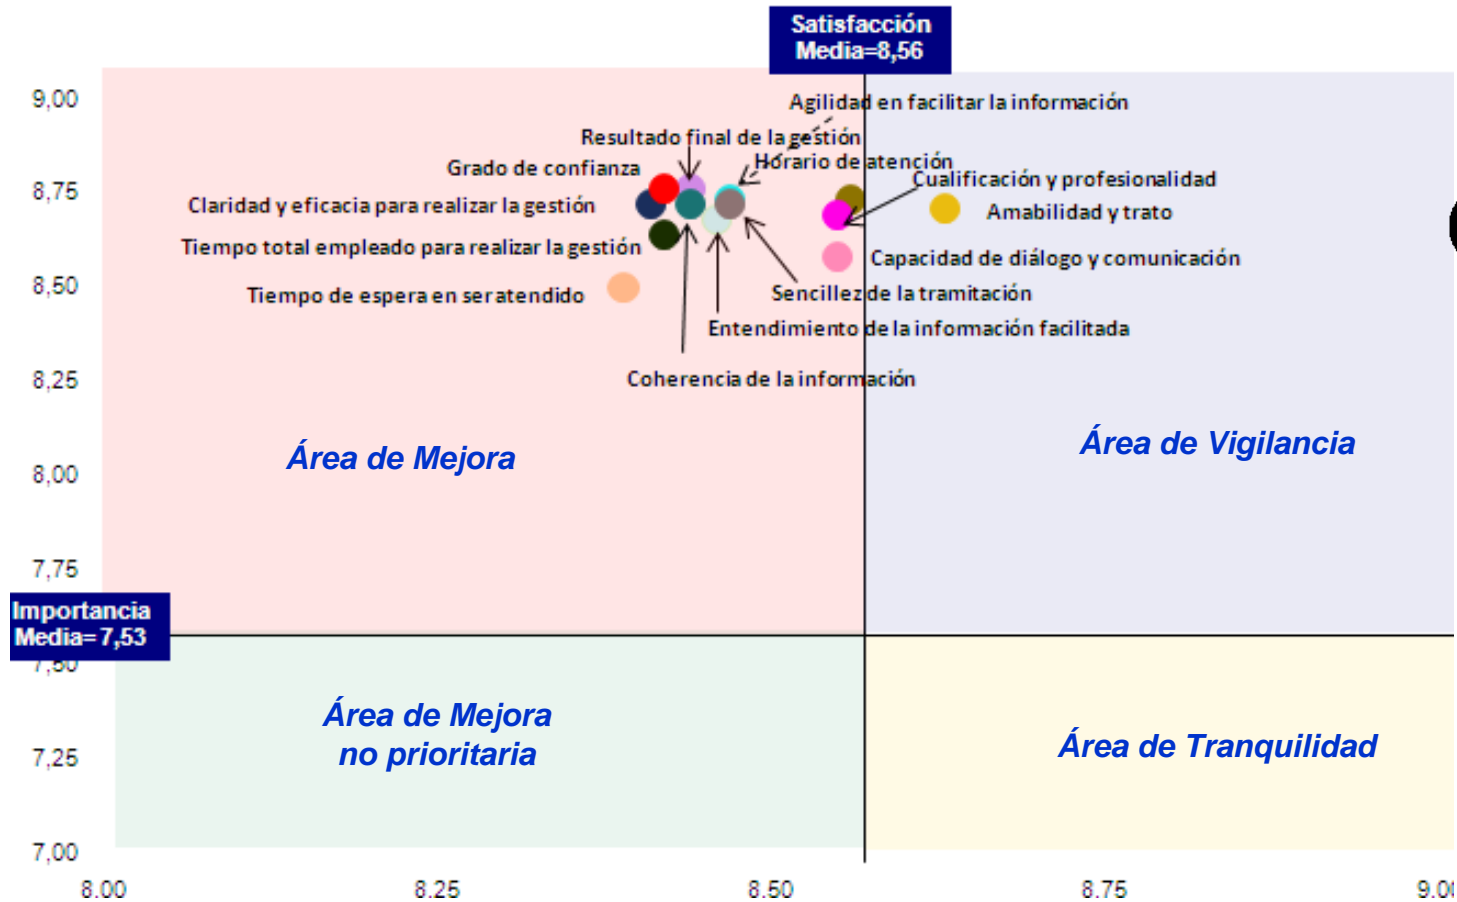 Satisfacción
Media=8,56
9,00
Agilidad en facilitar la información
Resultado final de la gestión
Horario de atención
Grado de confianza
Cualificación y profesionalidad
8,75
Claridad y eficacia para realizar la gestión
Amabilidad y trato
Tiempo total empleado para realizar la gestión
Capacidad de diálogo y comunicación
8,50
Tiempo de espera en ser atendido
Sencillez de la tramitación
Entendimiento de la información facilitada
8,25
Coherencia de la información
Área de Mejora
Área de Vigilancia
8,00
7,75
Importancia
Media= 7,53
7,50
Área de Mejora
no prioritaria
Área de Tranquilidad
7,25
7,00
8.00
8.25
8.50
8.75
9.00